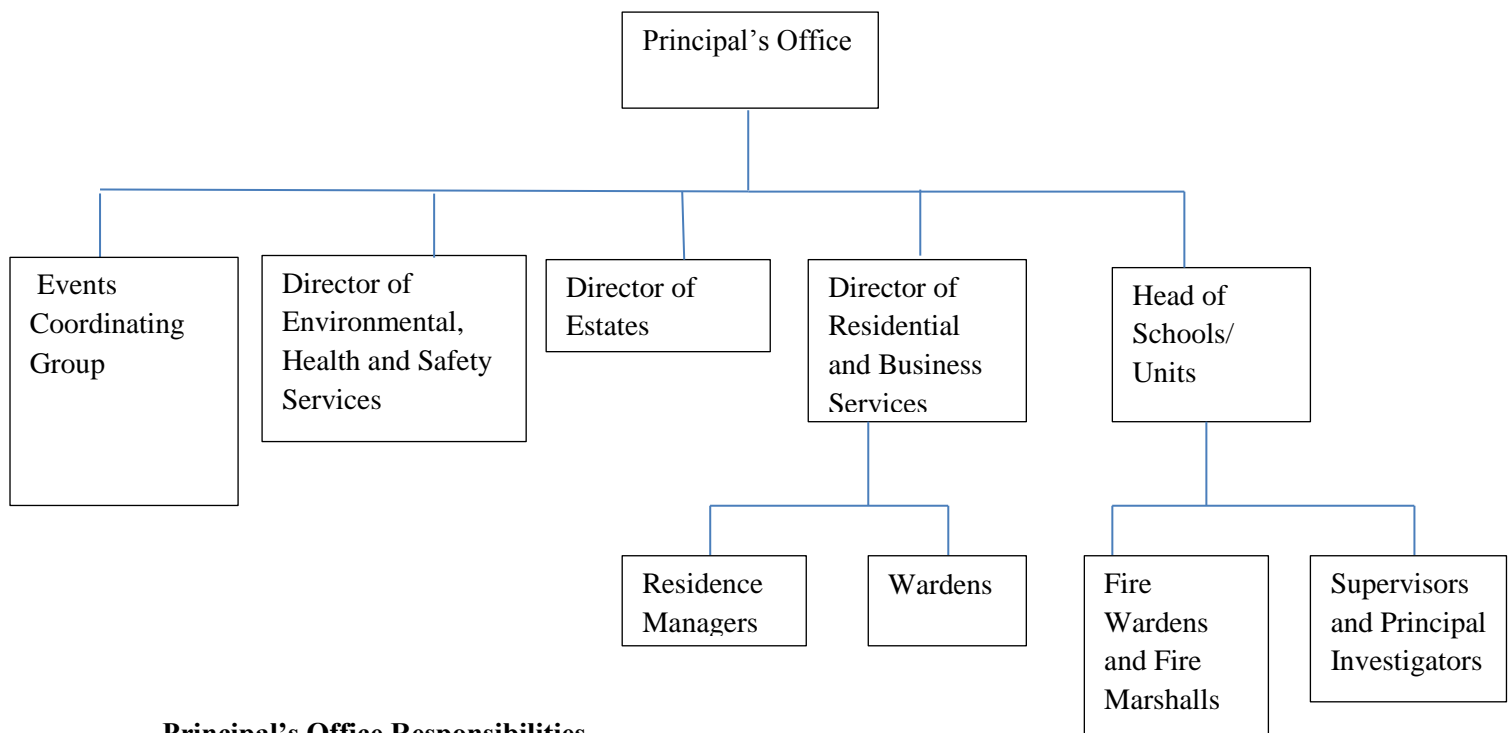 Principal’s Office
Events
Coordinating
Group
Director of
Environmental,
Health and Safety
Services
Director of
Estates
Director of
Residential
and Business
Services
Head of
Schools/
Units
Residence
Managers
Wardens
Fire
Wardens
and Fire
Marshalls
Supervisors
and Principal
Investigators
Principal’s Office Responsibilities